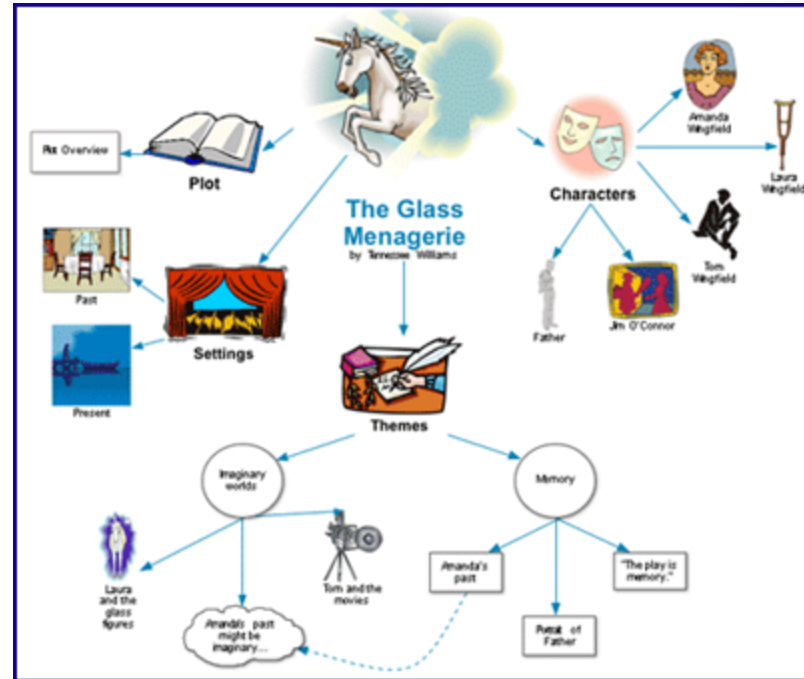 Plot Overview
Plot
The Glass
Menagerie
by Tennessee Williams
Characters
Amanda
Wingfield
Laura
Wingfield
Tom
Wingfield
Jim O'Connor
Father
Past
Present
Settings
Themes
Imaginary
worlds
Memory
Laura
and the
glass
figures
Tom and the
movies
Amanda's past
might be
imaginary...
Amanda's
past
"The play is
memory."
Portrait of
Father